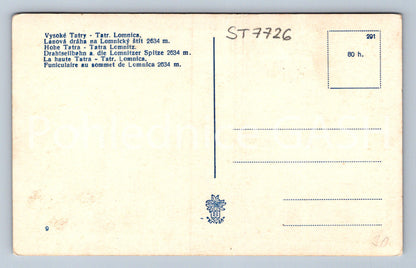 Vysoké Tatry - Tatr. Lomnica,
Lanová dráha na Lomnický štít 2634 m.
Hohe Tatra - Tatra Lomnitz.
Drahtseilbahn a. die Lomnitzer Spitze 2634 m.
La haute Tatra - Tatr. Lomnica,
Funiculaire au sommet de Lomnica 2634 m.
ST7726
291
80 h.
9